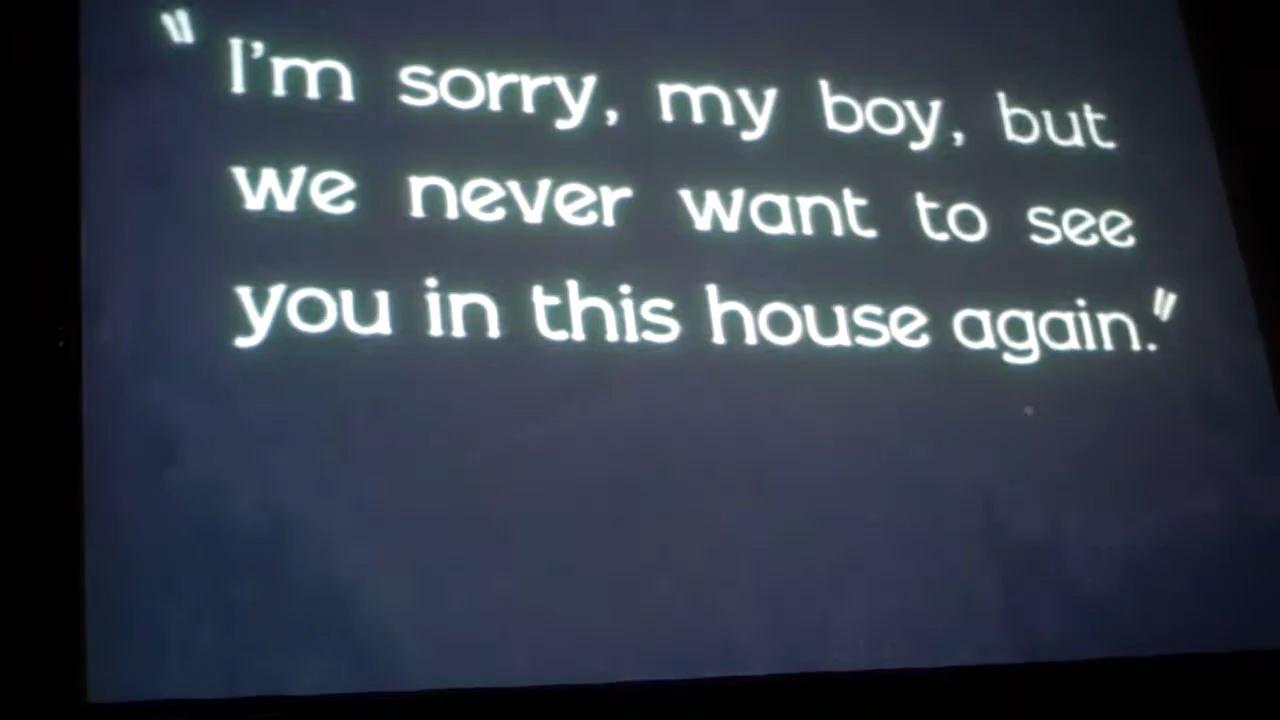 "I'm sorry, my boy, but
we never want to see
you in this house again."